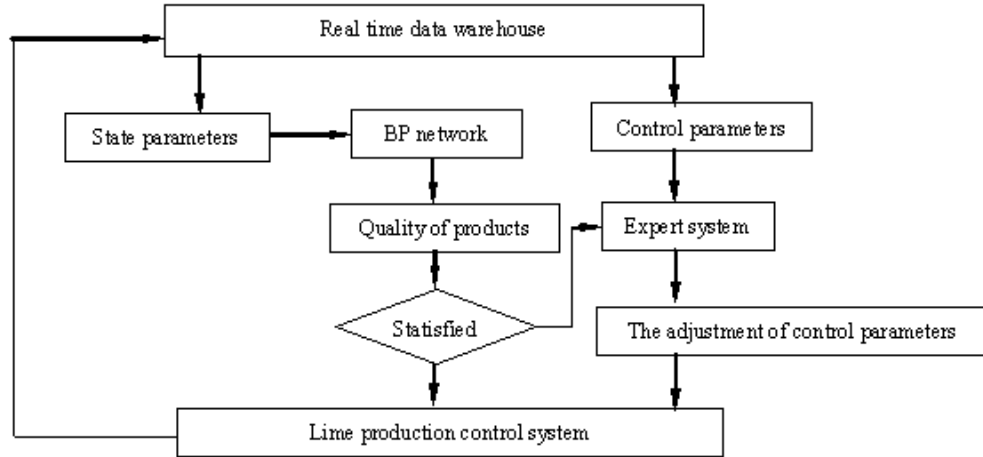 Real time data warehouse
State parameters
BP network
Control parameters
Quality of products
Expert system
Statisfied
The adjustment of control parameters
Lime production control system